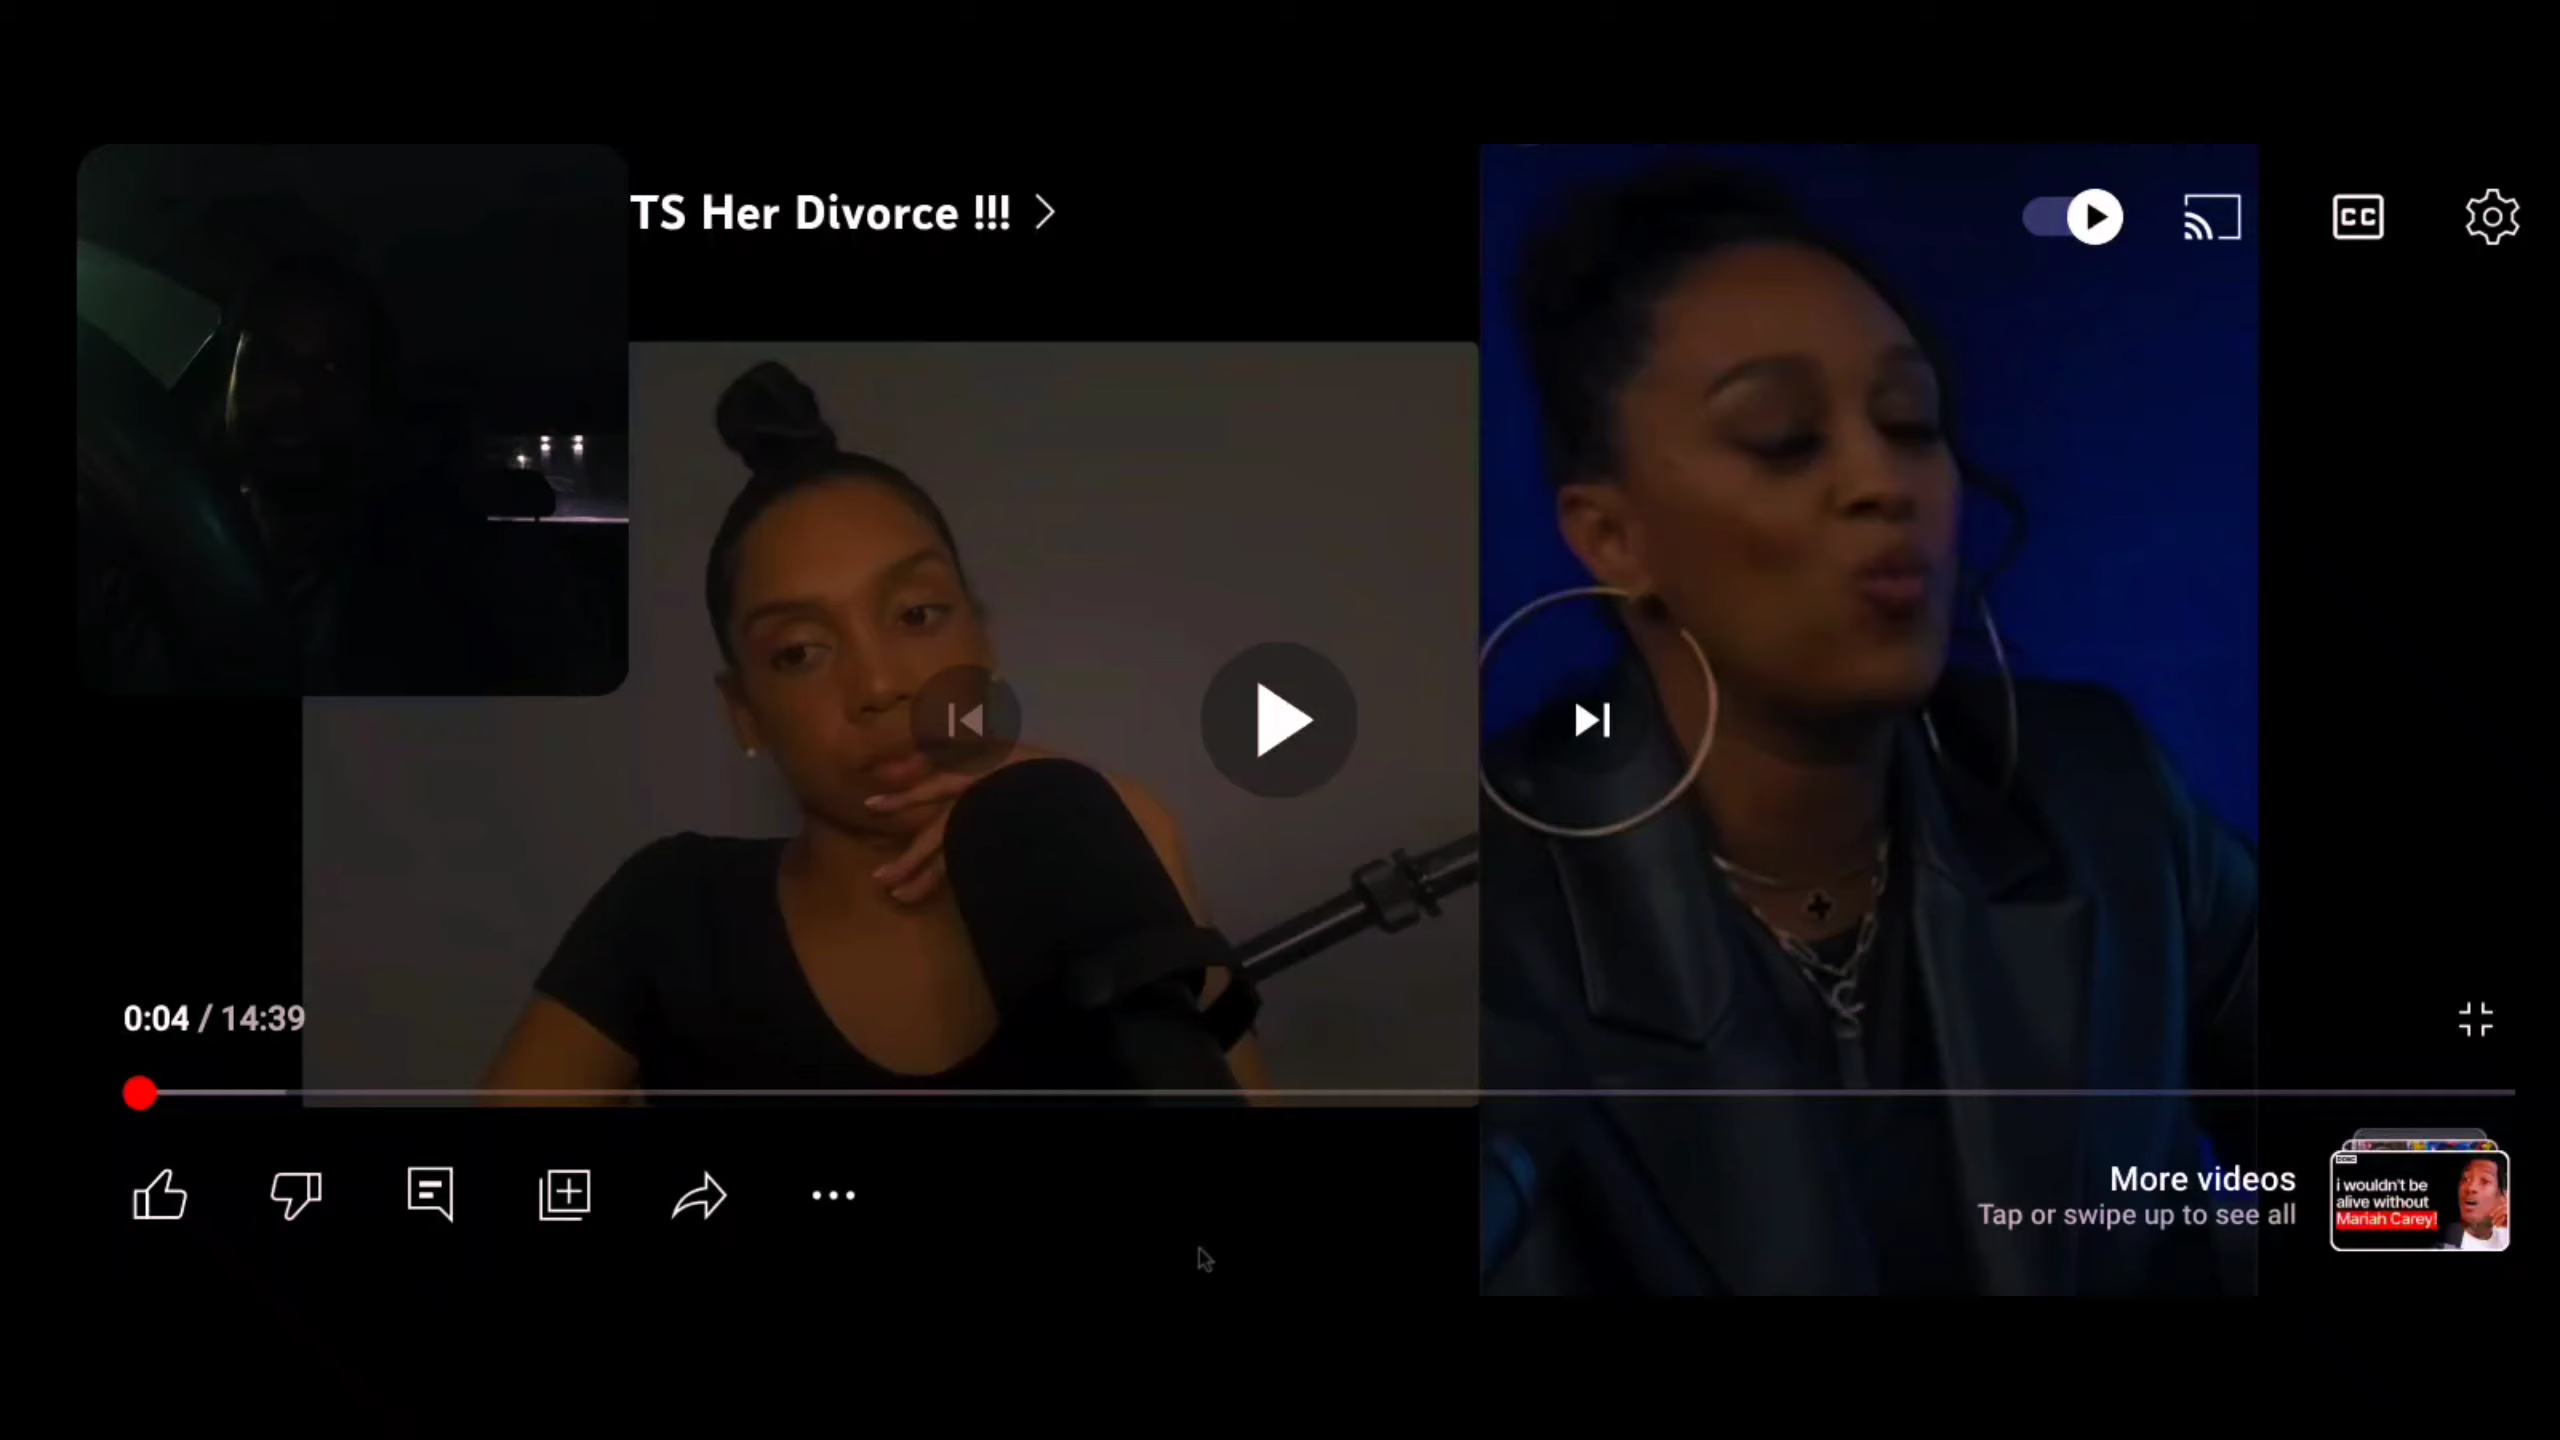 TS Her Divorce !!!
CC
0:04 / 14:39
More videos
Tap or swipe up to see all
i wouldn't be
alive without
Mariah Carey!